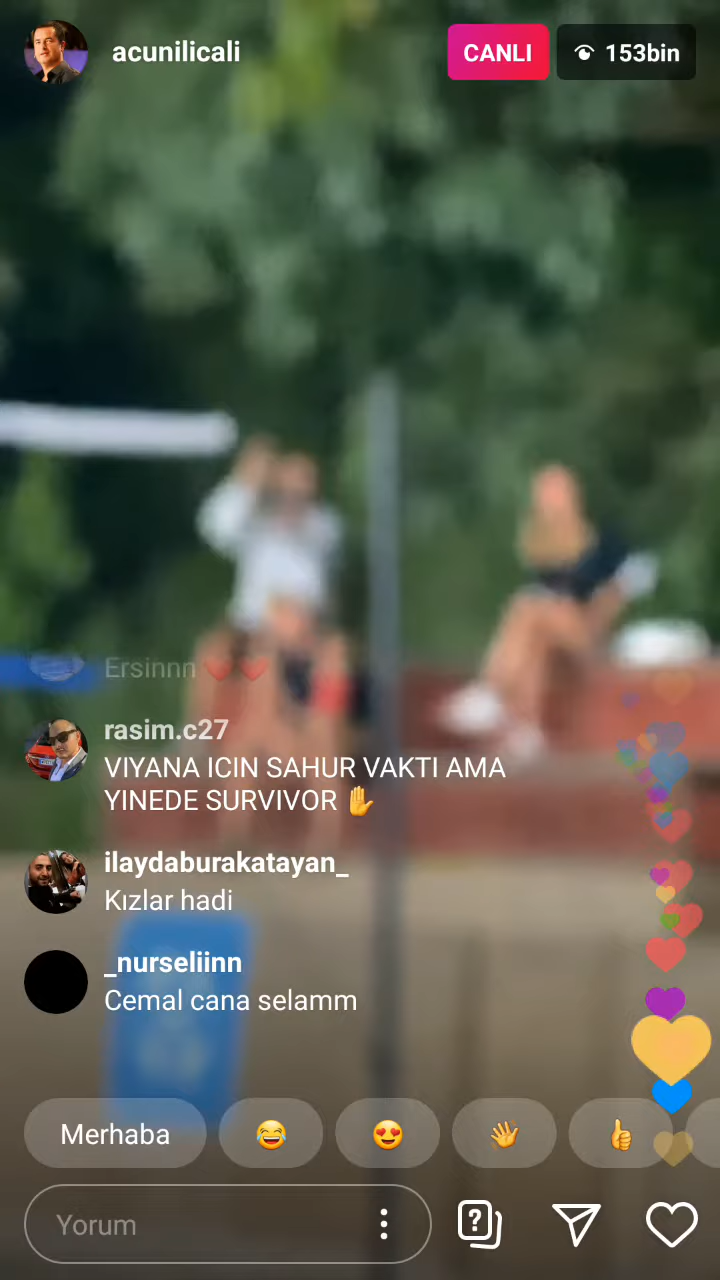 acunilicali
CANLI
153bin
Ersinnn ❤️ ❤️
rasim.c27
VIYANA ICIN SAHUR VAKTI AMA
YINEDE SURVIVOR ✋
ilaydaburakatayan_
Kızlar hadi
_nurseliinn
Cemal cana selamm
Merhaba 😂 😍 👋 👍
Yorum